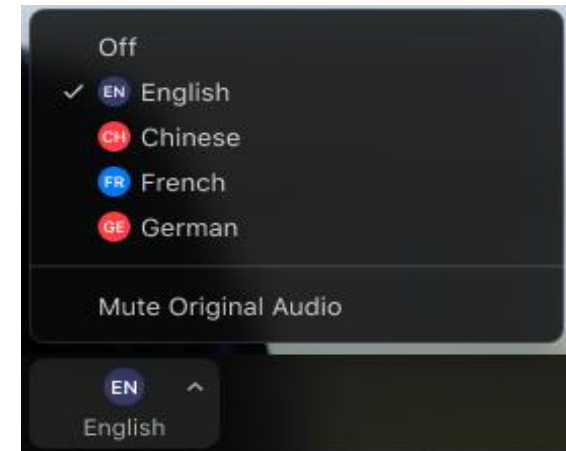 Off
EN English
CH Chinese
FR French
GE German
Mute Original Audio
EN
English